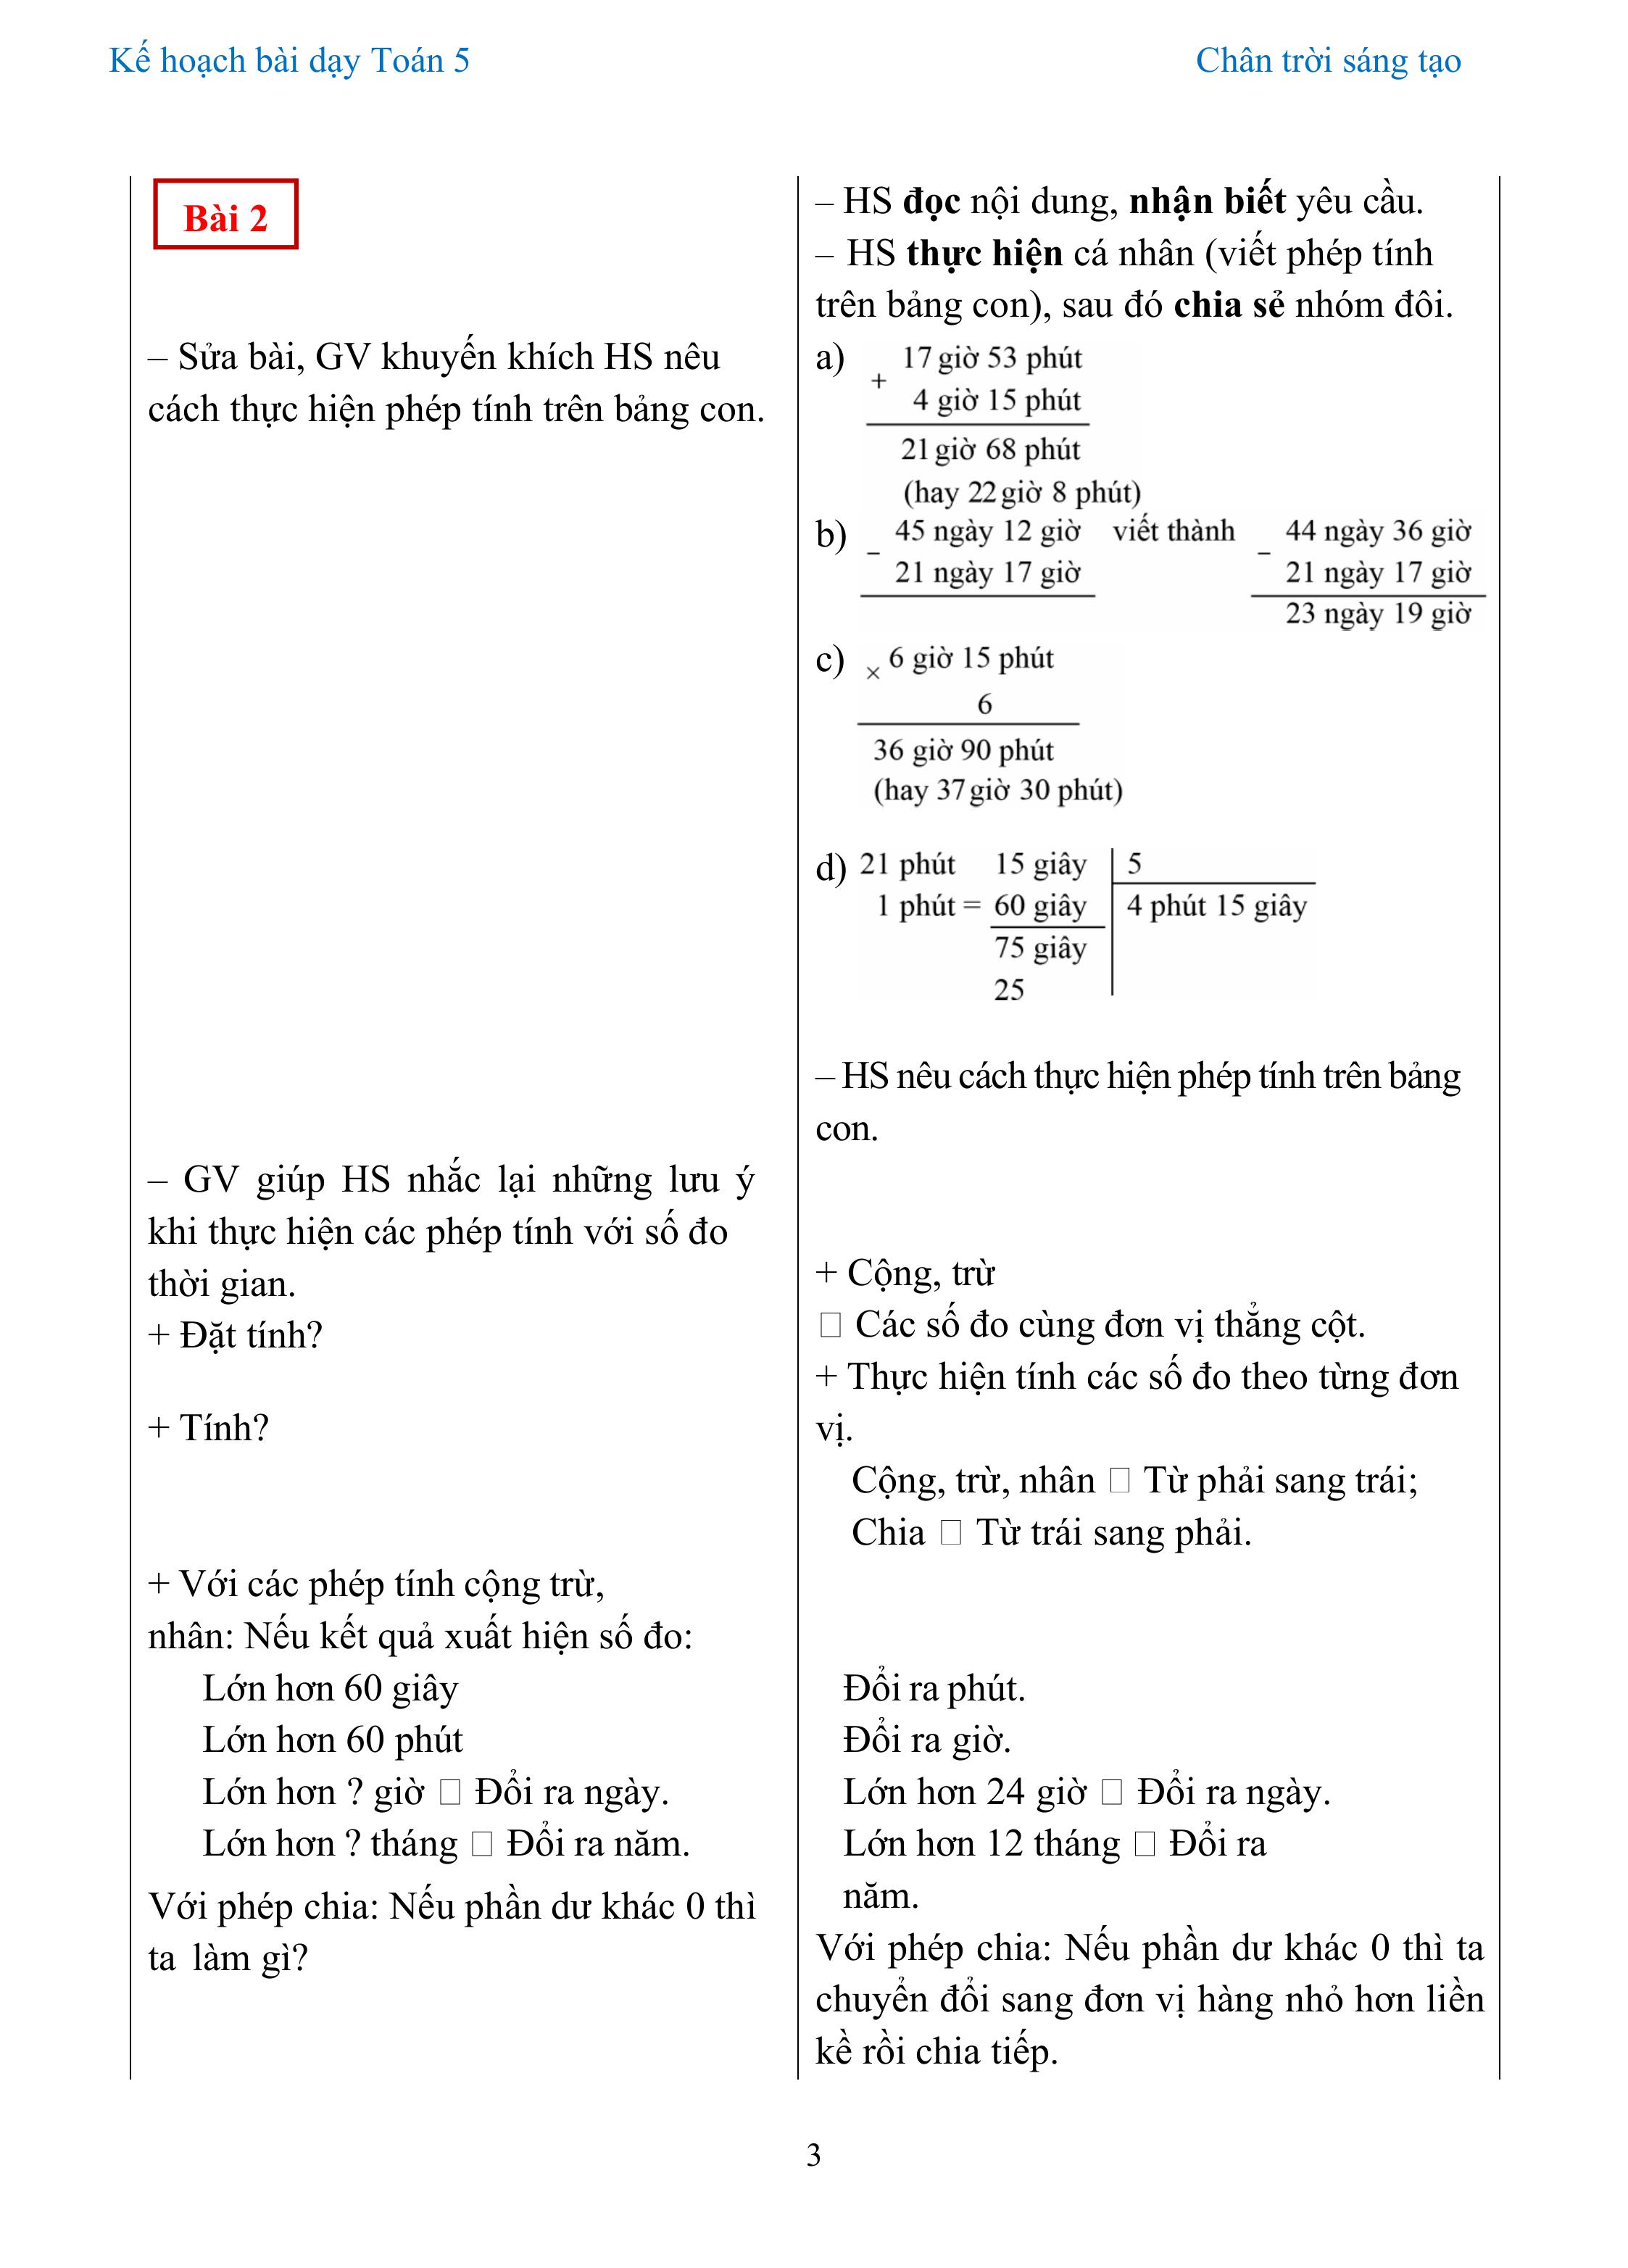 Kế hoạch bài dạy Toán 5
Chân trời sáng tạo
Bài 2
– Sửa bài, GV khuyến khích HS nêu
cách thực hiện phép tính trên bảng con.
– GV giúp HS nhắc lại những lưu ý
khi thực hiện các phép tính với số đo
thời gian.
+ Đặt tính?
+ Tính?
+ Với các phép tính cộng trừ,
nhân: Nếu kết quả xuất hiện số đo:
Lớn hơn 60 giây
Lớn hơn 60 phút
Lớn hơn ? giờ □ Đổi ra ngày.
Lớn hơn ? tháng □ Đổi ra năm.
Với phép chia: Nếu phần dư khác 0 thì
ta làm gì?
– HS đọc nội dung, nhận biết yêu cầu.
– HS thực hiện cá nhân (viết phép tính
trên bảng con), sau đó chia sẻ nhóm đôi.
a) 17 giờ 53 phút
+
4 giờ 15 phút
21 giờ 68 phút
(hay 22 giờ 8 phút)
b) 45 ngày 12 giờ viết thành 44 ngày 36 giờ
– –
21 ngày 17 giờ 21 ngày 17 giờ
23 ngày 19 giờ
c) × 6 giờ 15 phút
6
36 giờ 90 phút
(hay 37 giờ 30 phút)
d) 21 phút 15 giây 5
1 phút = 60 giây 4 phút 15 giây
75 giây
25
– HS nêu cách thực hiện phép tính trên bảng
con.
+ Cộng, trừ
□ Các số đo cùng đơn vị thẳng cột.
+ Thực hiện tính các số đo theo từng đơn
vị.
Cộng, trừ, nhân □ Từ phải sang trái;
Chia □ Từ trái sang phải.
Đổi ra phút.
Đổi ra giờ.
Lớn hơn 24 giờ □ Đổi ra ngày.
Lớn hơn 12 tháng □ Đổi ra
năm.
Với phép chia: Nếu phần dư khác 0 thì ta
chuyển đổi sang đơn vị hàng nhỏ hơn liền
kề rồi chia tiếp.
3